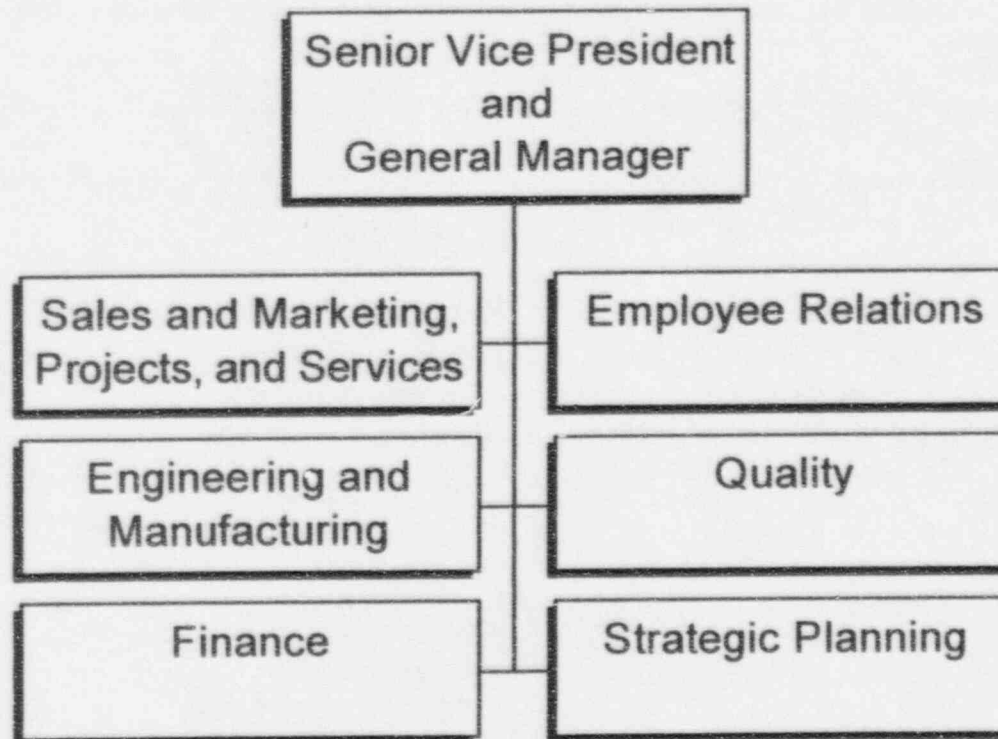 Senior Vice President
and
General Manager
Sales and Marketing,
Projects, and Services
Employee Relations
Engineering and
Manufacturing
Quality
Finance
Strategic Planning